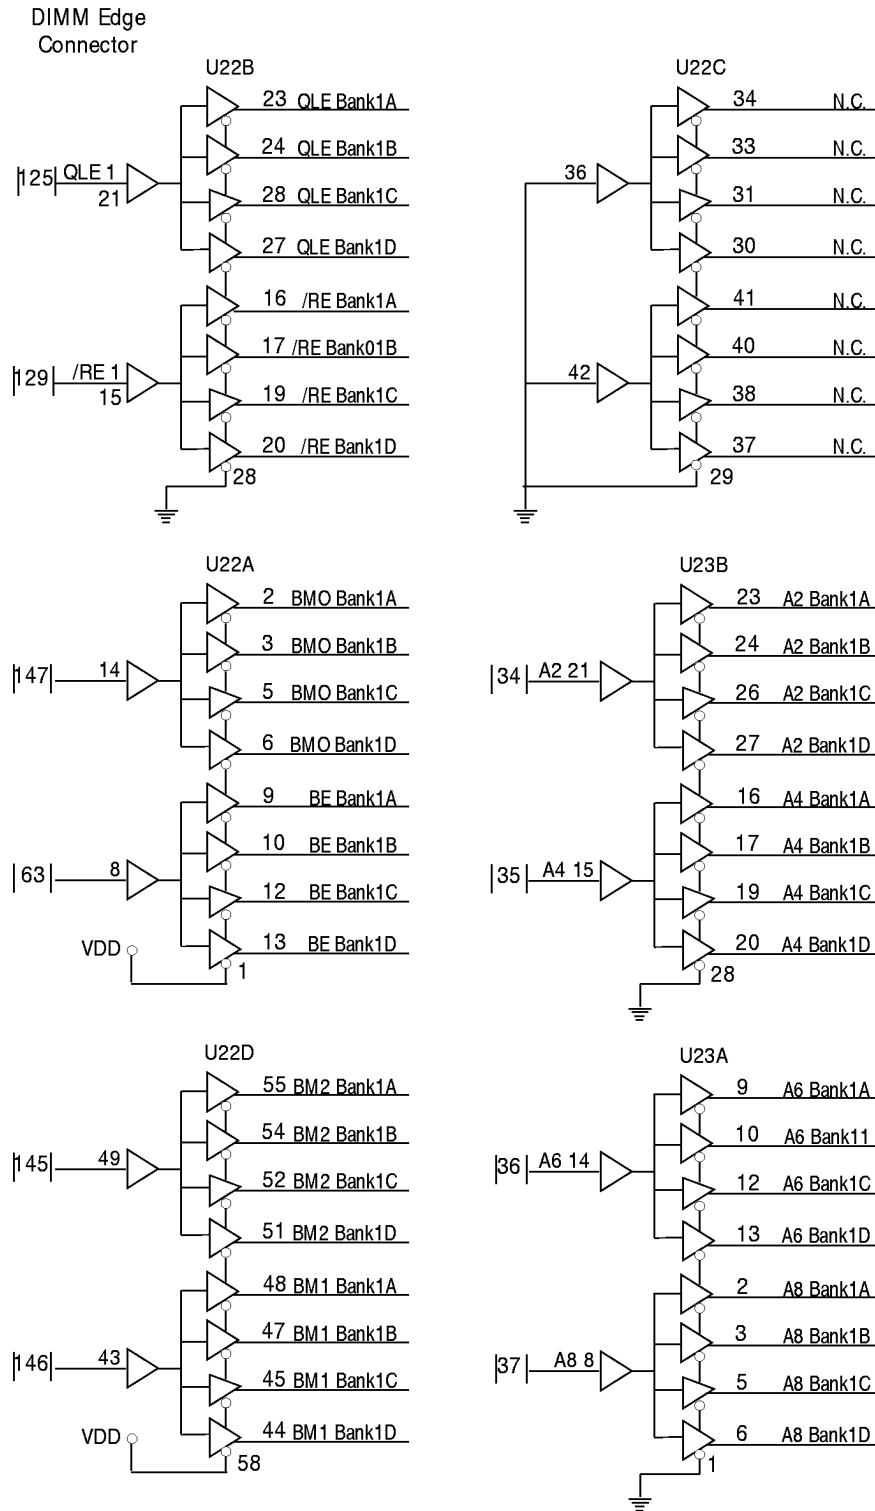 DIMM Edge
Connector
U22B
23 QLE Bank1A
24 QLE Bank1B
|125| QLE 1
21
28 QLE Bank1C
27 QLE Bank1D
16 /RE Bank1A
17 /RE Bank01B
|129| /RE 1
15
19 /RE Bank1C
20 /RE Bank1D
28
U22C
34 N.C.
33 N.C.
36
31 N.C.
30 N.C.
41 N.C.
40 N.C.
42
38 N.C.
37 N.C.
29
U22A
2 BMO Bank1A
3 BMO Bank1B
|147| 14
5 BMO Bank1C
6 BMO Bank1D
9 BE Bank1A
10 BE Bank1B
|63| 8
12 BE Bank1C
13 BE Bank1D
VDD
1
U23B
23 A2 Bank1A
24 A2 Bank1B
|34| A2 21
26 A2 Bank1C
27 A2 Bank1D
16 A4 Bank1A
17 A4 Bank1B
|35| A4 15
19 A4 Bank1C
20 A4 Bank1D
28
U22D
55 BM2 Bank1A
54 BM2 Bank1B
|145| 49
52 BM2 Bank1C
51 BM2 Bank1D
48 BM1 Bank1A
47 BM1 Bank1B
|146| 43
45 BM1 Bank1C
44 BM1 Bank1D
VDD
58
U23A
9 A6 Bank1A
10 A6 Bank11
|36| A6 14
12 A6 Bank1C
13 A6 Bank1D
2 A8 Bank1A
3 A8 Bank1B
|37| A8 8
5 A8 Bank1C
6 A8 Bank1D
1